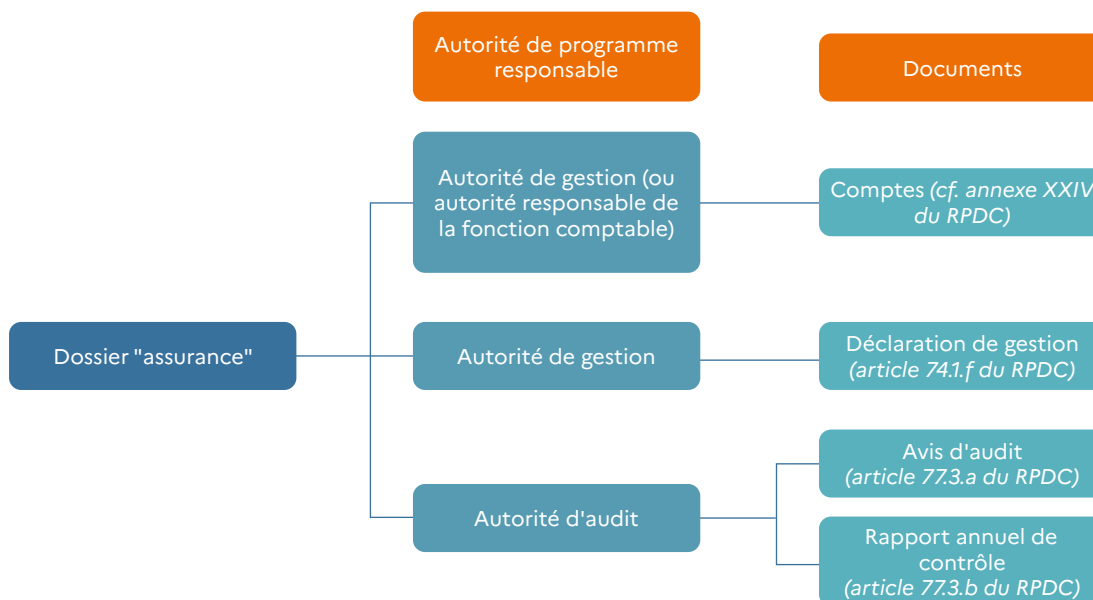 Autorité de programme
responsable
Documents
Autorité de gestion (ou
autorité responsable de
la fonction comptable)
Comptes (cf. annexe XXIV
du RPDC)
Dossier "assurance"
Autorité de gestion
Déclaration de gestion
(article 74.1.f du RPDC)
Autorité d'audit
Avis d'audit
(article 77.3.a du RPDC)
Rapport annuel de
contrôle
(article 77.3.b du RPDC)